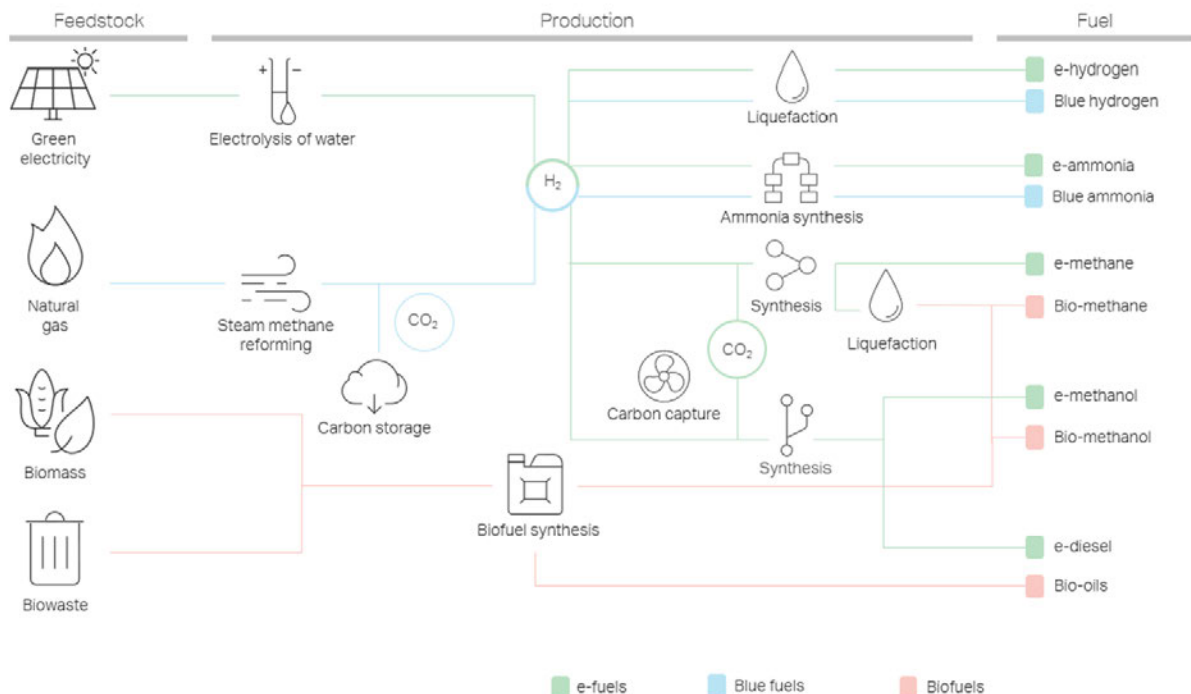 Feedstock
Production
Fuel
+ −
Green
electricity
Electrolysis of water
Liquefaction
e-hydrogen
Blue hydrogen
H₂
Ammonia synthesis
e-ammonia
Blue ammonia
Natural
gas
Steam methane
reforming
CO₂
Carbon storage
Synthesis
Liquefaction
e-methane
Bio-methane
CO₂
Carbon capture
Synthesis
e-methanol
Bio-methanol
Biomass
Biofuel synthesis
Biowaste
e-diesel
Bio-oils
e-fuels
Blue fuels
Biofuels